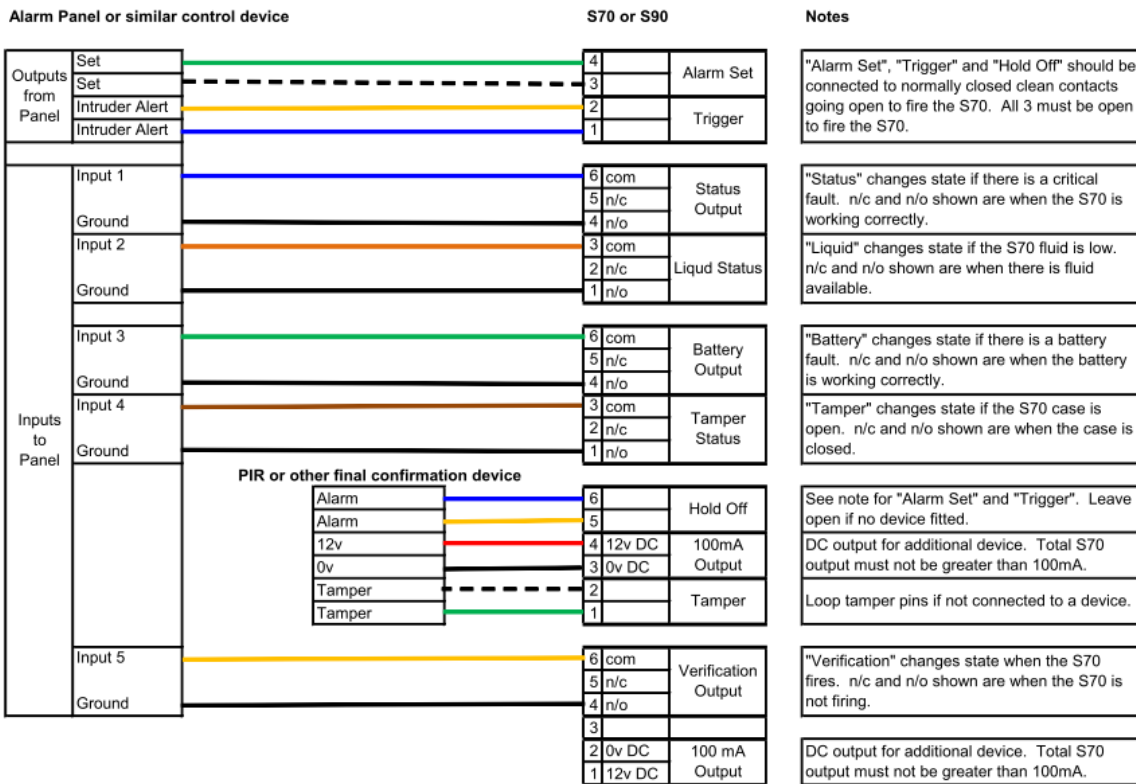 Alarm Panel or similar control device
S70 or S90
Notes
Outputs
from
Panel
Set
Set
Intruder Alert
Intruder Alert
4
3
Alarm Set
2
1
Trigger
"Alarm Set", "Trigger" and "Hold Off" should be
connected to normally closed clean contacts
going open to fire the S70. All 3 must be open
to fire the S70.
Inputs
to
Panel
Input 1
Ground
6 com
5 n/c
4 n/o
Status
Output
"Status" changes state if there is a critical
fault. n/c and n/o shown are when the S70 is
working correctly.
Input 2
Ground
3 com
2 n/c
1 n/o
Liqud Status
"Liquid" changes state if the S70 fluid is low.
n/c and n/o shown are when there is fluid
available.
Input 3
Ground
6 com
5 n/c
4 n/o
Battery
Output
"Battery" changes state if there is a battery
fault. n/c and n/o shown are when the battery
is working correctly.
Input 4
Ground
3 com
2 n/c
1 n/o
Tamper
Status
"Tamper" changes state if the S70 case is
open. n/c and n/o shown are when the case is
closed.
PIR or other final confirmation device
Alarm
Alarm
12v
0v
Tamper
Tamper
6
5
Hold Off
See note for "Alarm Set" and "Trigger". Leave
open if no device fitted.
4 12v DC
3 0v DC
100mA
Output
DC output for additional device. Total S70
output must not be greater than 100mA.
2
1
Tamper
Loop tamper pins if not connected to a device.
Input 5
Ground
6 com
5 n/c
4 n/o
Verification
Output
"Verification" changes state when the S70
fires. n/c and n/o shown are when the S70 is
not firing.
3
2 0v DC
1 12v DC
100 mA
Output
DC output for additional device. Total S70
output must not be greater than 100mA.